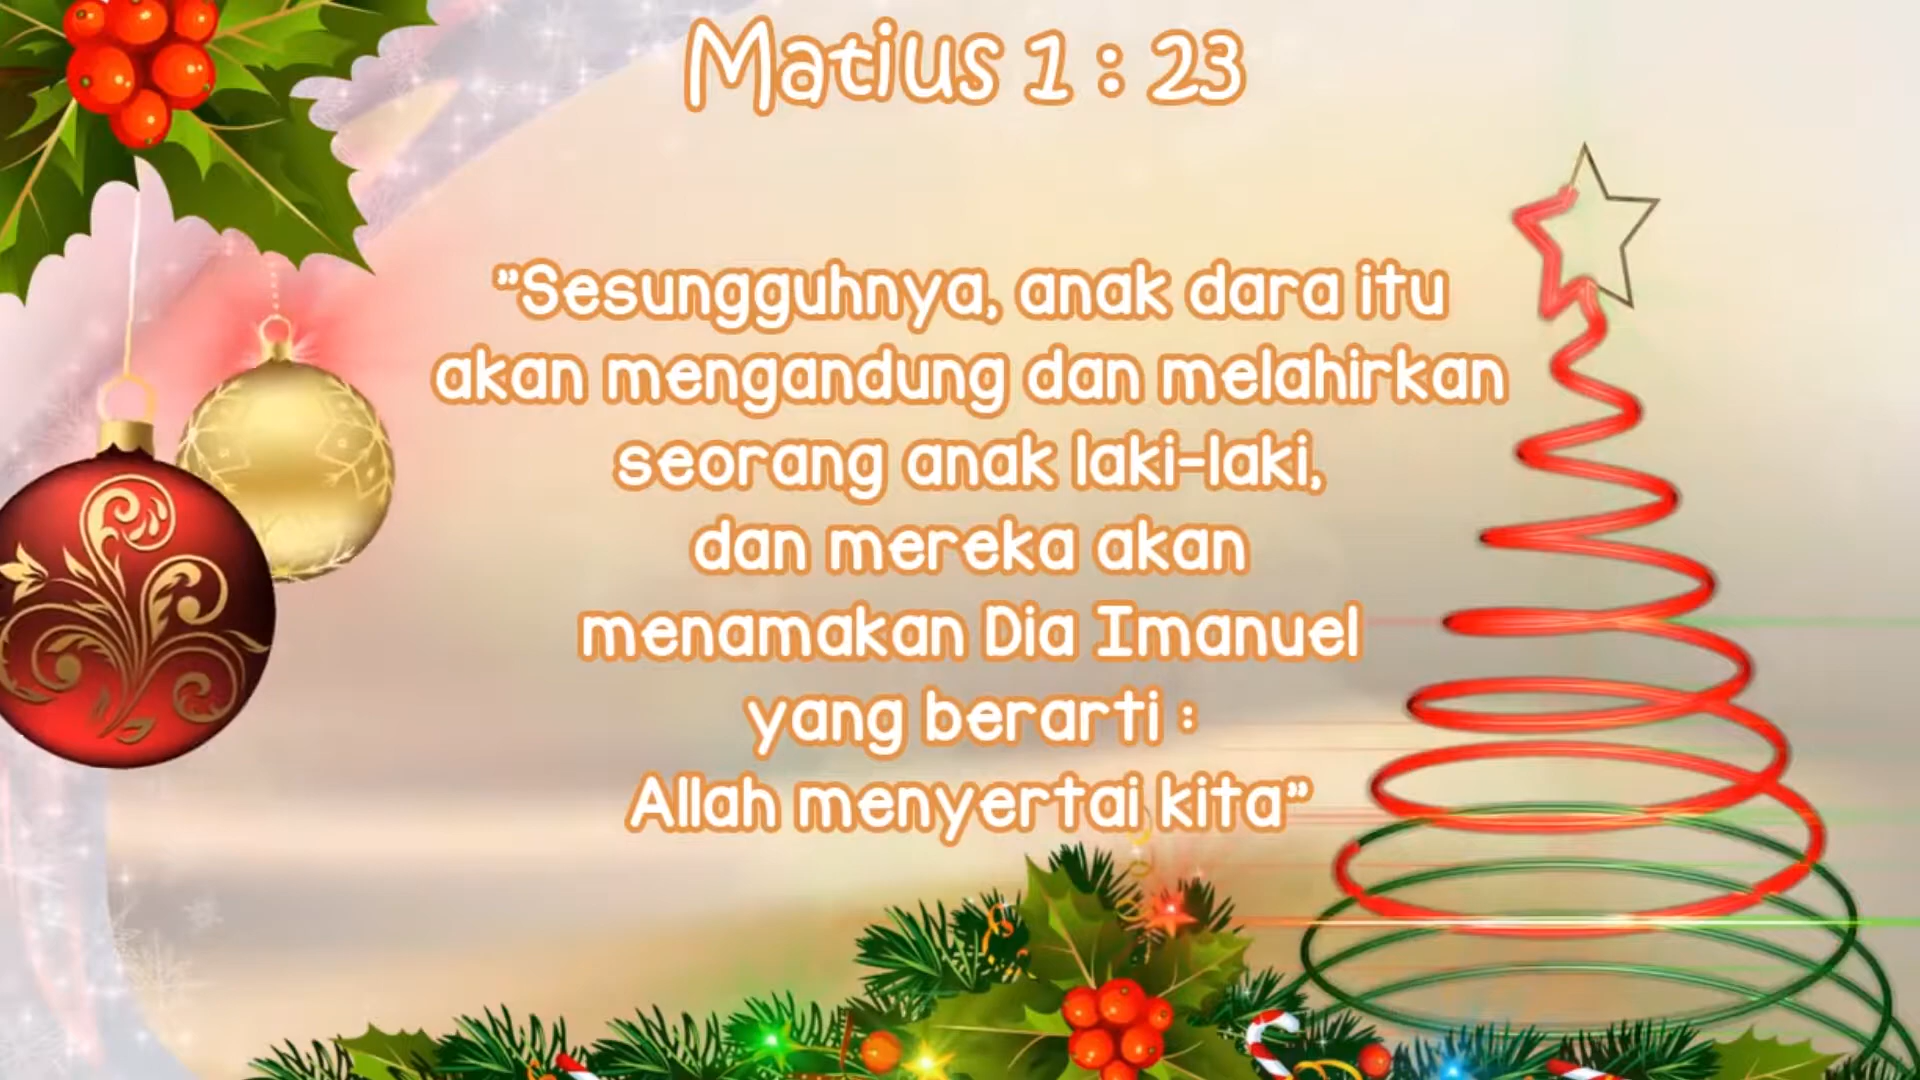 Matius 1 : 23
"Sesungguhnya, anak dara itu
akan mengandung dan melahirkan
seorang anak laki-laki,
dan mereka akan
menamakan Dia Imanuel
yang berarti :
Allah menyertai kita"